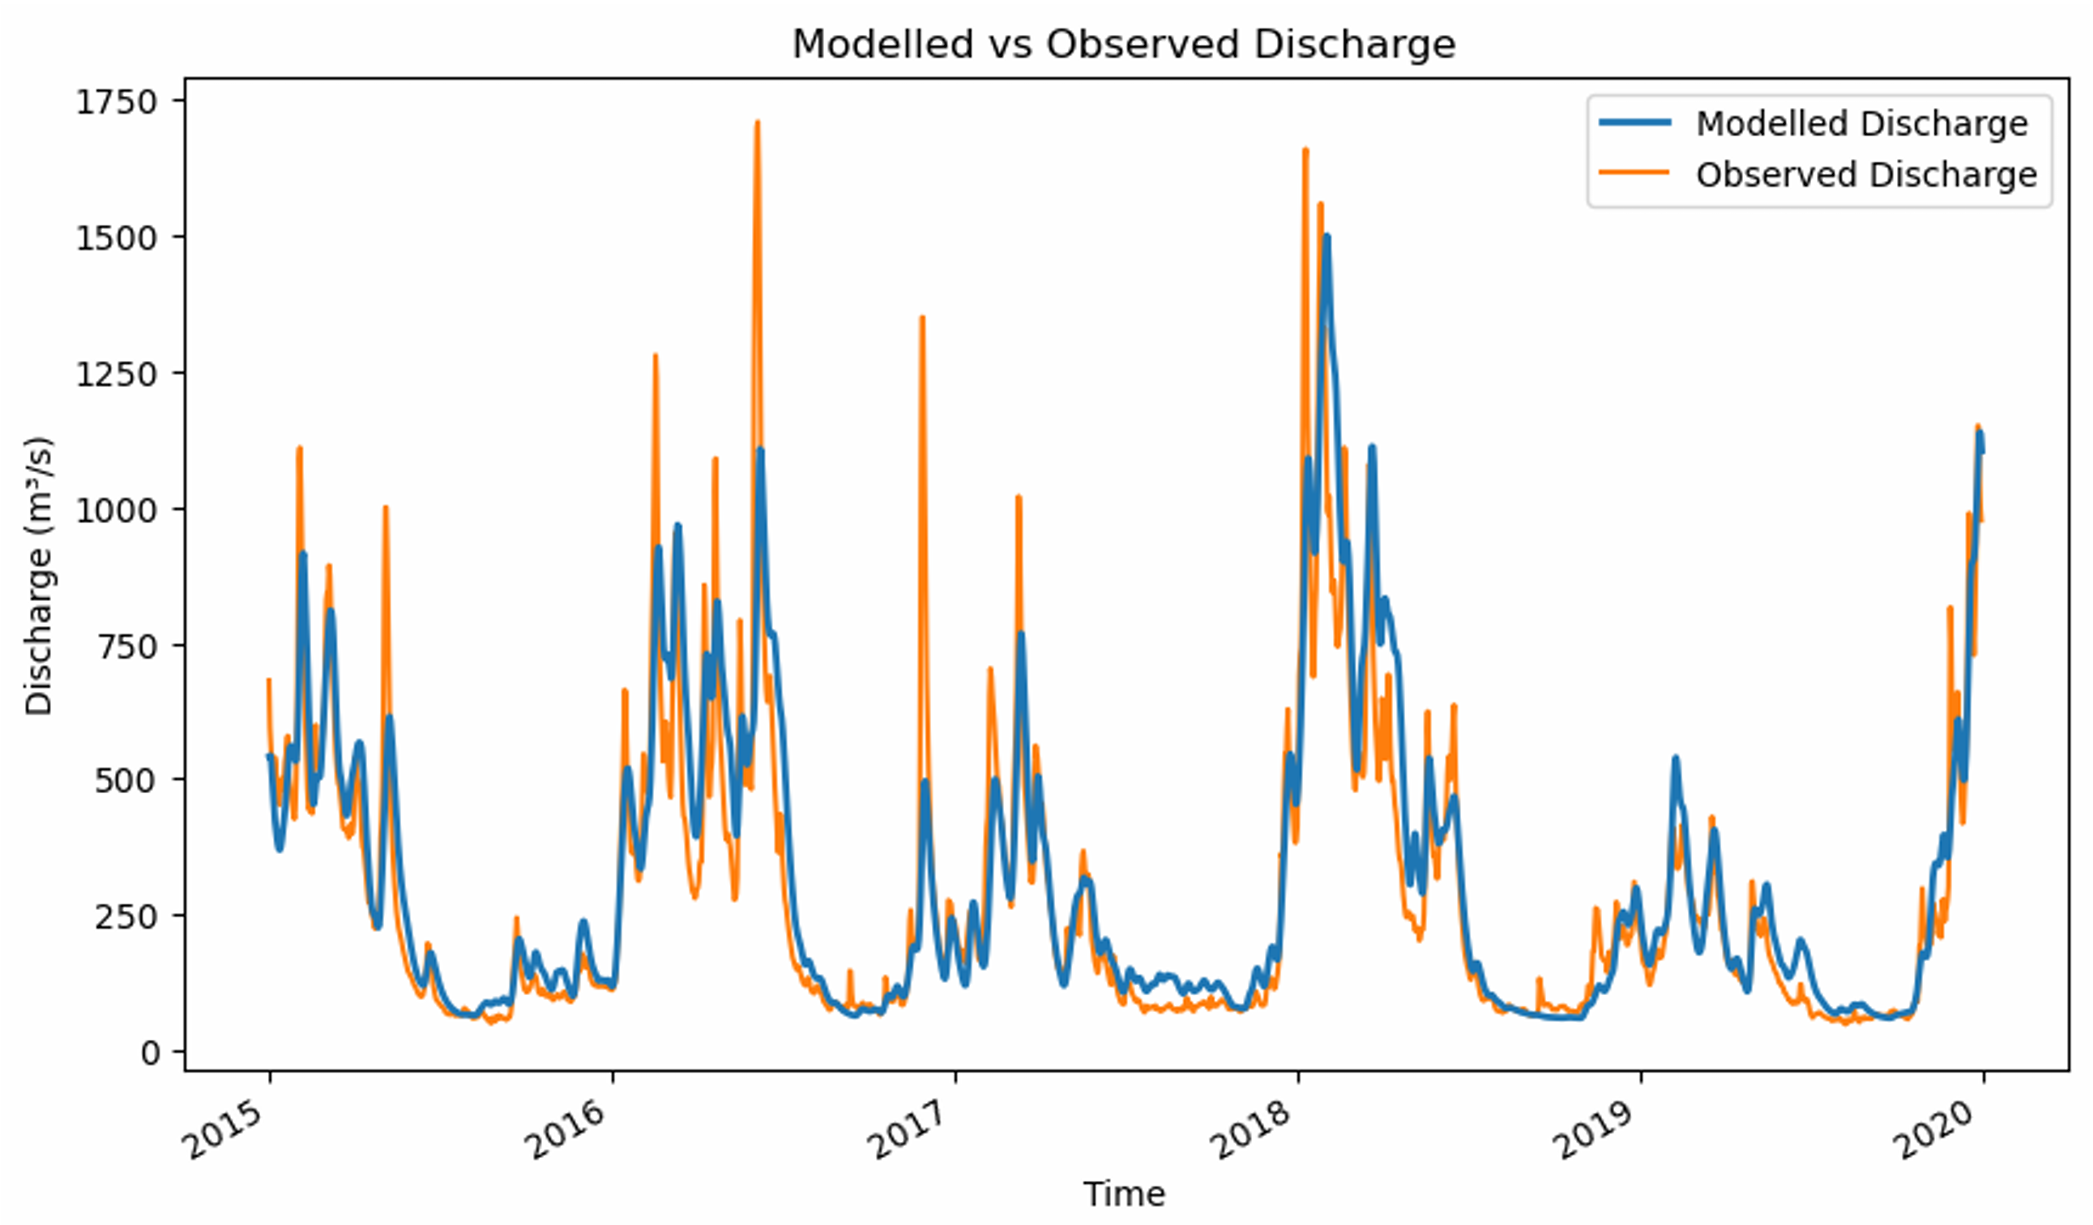 Modelled vs Observed Discharge
Modelled Discharge
Observed Discharge
Discharge (m³/s)
1750
1500
1250
1000
750
500
250
0
2015
2016
2017
2018
2019
2020
Time